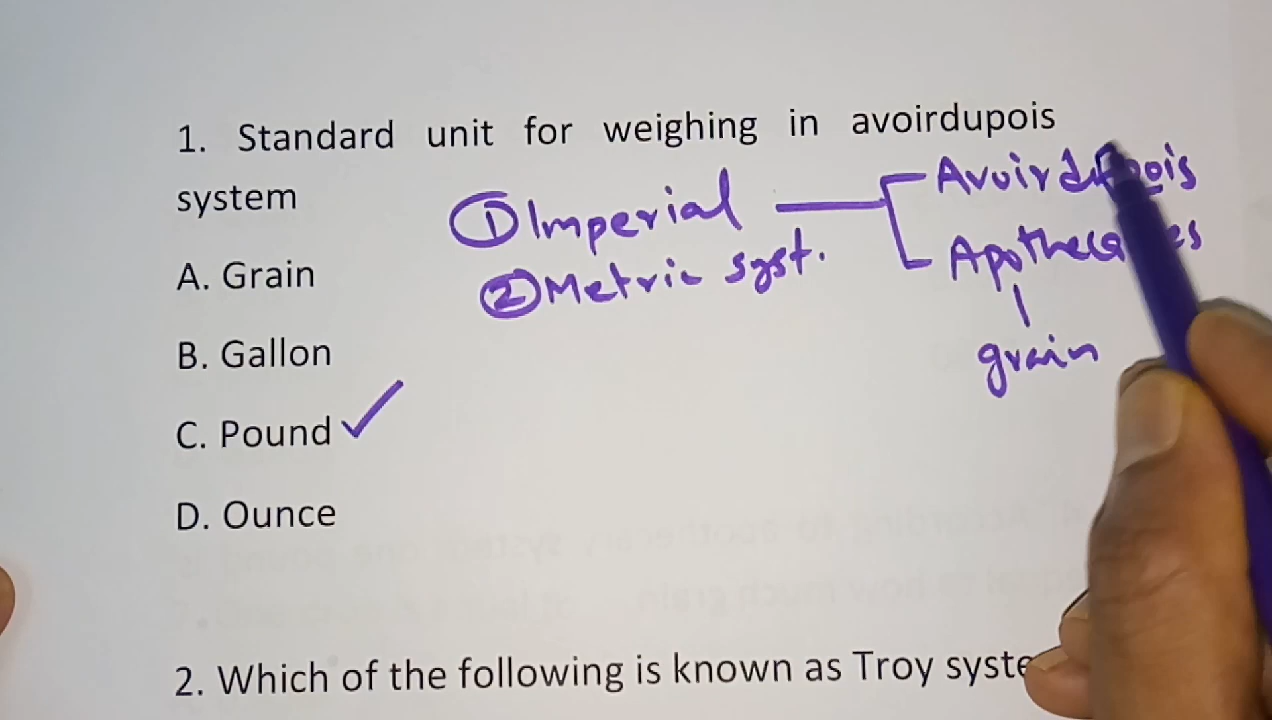 1. Standard unit for weighing in avoirdupois
system
① Imperial
Avoirdupois
② Metric syst.
Apothecaries
grain
A. Grain
B. Gallon
C. Pound ✓
D. Ounce
2. Which of the following is known as Troy